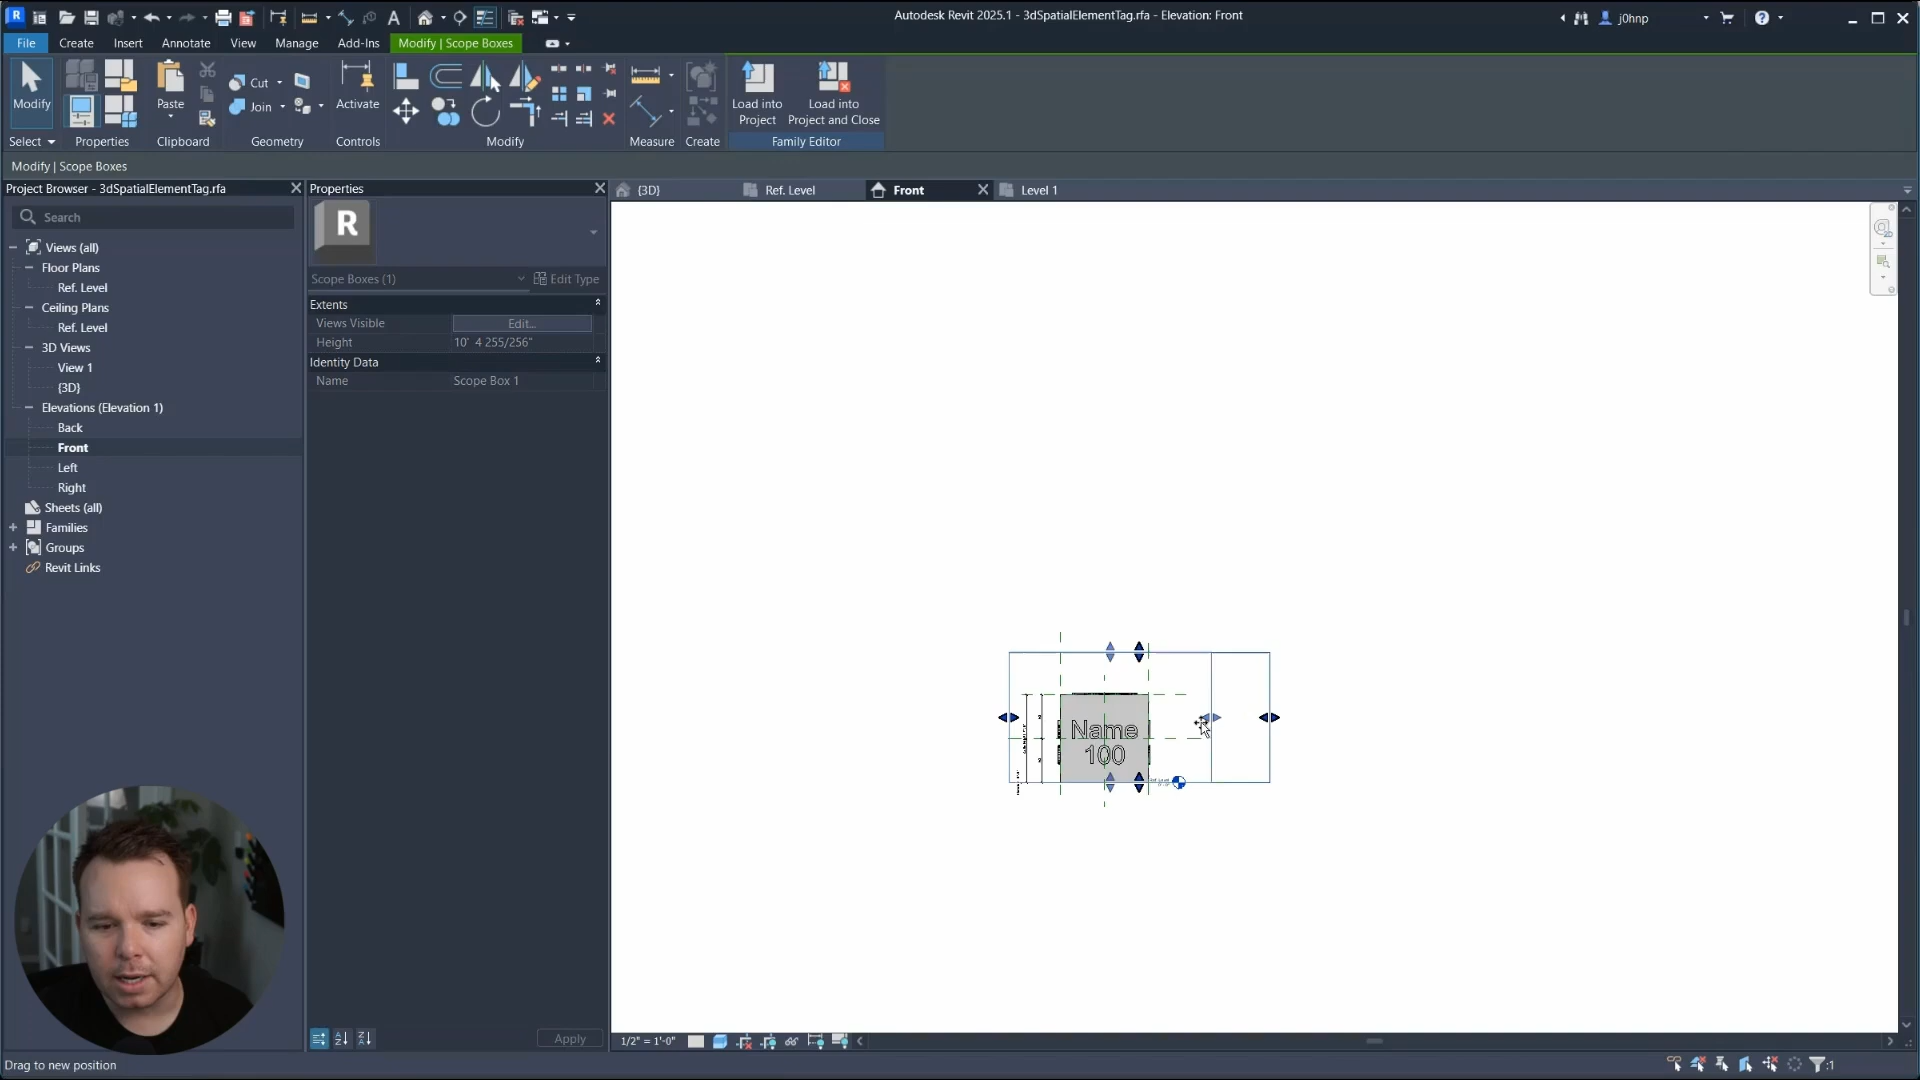 Autodesk Revit 2025.1 - 3dSpatialElementTag.rfa - Elevation: Front
j0hnp
File
Create
Insert
Annotate
View
Manage
Add-Ins
Modify | Scope Boxes
Modify
Paste
Cut
Join
Activate
Load into
Project
Load into
Project and Close
Select
Properties
Clipboard
Geometry
Controls
Modify
Measure
Create
Family Editor
Modify | Scope Boxes
Project Browser - 3dSpatialElementTag.rfa
Search
Views (all)
Floor Plans
Ref. Level
Ceiling Plans
Ref. Level
3D Views
View 1
{3D}
Elevations (Elevation 1)
Back
Front
Left
Right
Sheets (all)
Families
Groups
Revit Links
Properties
R
Scope Boxes (1)
Edit Type
Extents
Views Visible
Edit...
Height
10' 4 255/256"
Identity Data
Name
Scope Box 1
Apply
{3D}
Ref. Level
Front
Level 1
Name
100
1/2" = 1'-0"
Drag to new position
:1